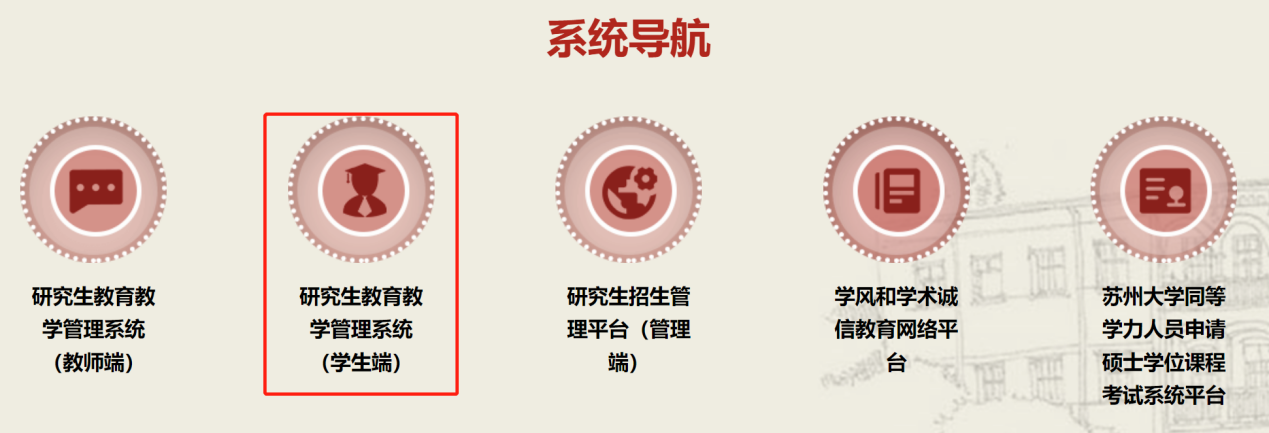 系统导航
研究生教育教
学管理系统
（教师端）
研究生教育教
学管理系统
（学生端）
研究生招生管
理平台（管理
端）
学风和学术诚
信教育网络平
台
苏州大学同等
学力人员申请
硕士学位课程
考试系统平台